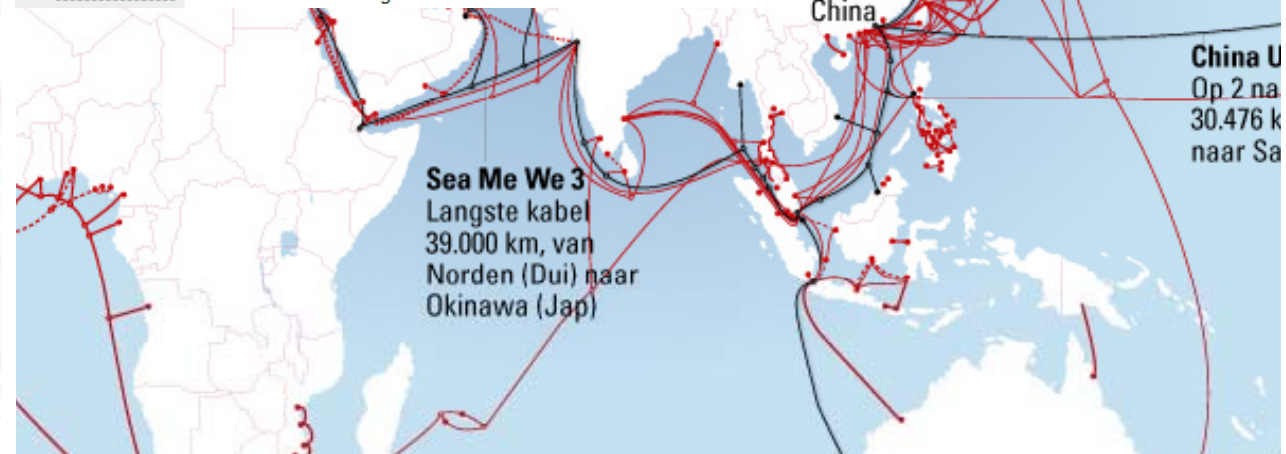 China
Sea Me We 3
Langste kabel
39.000 km, van
Norden (Dui) naar
Okinawa (Jap)
China U
Op 2 na
30.476 k
naar Sa